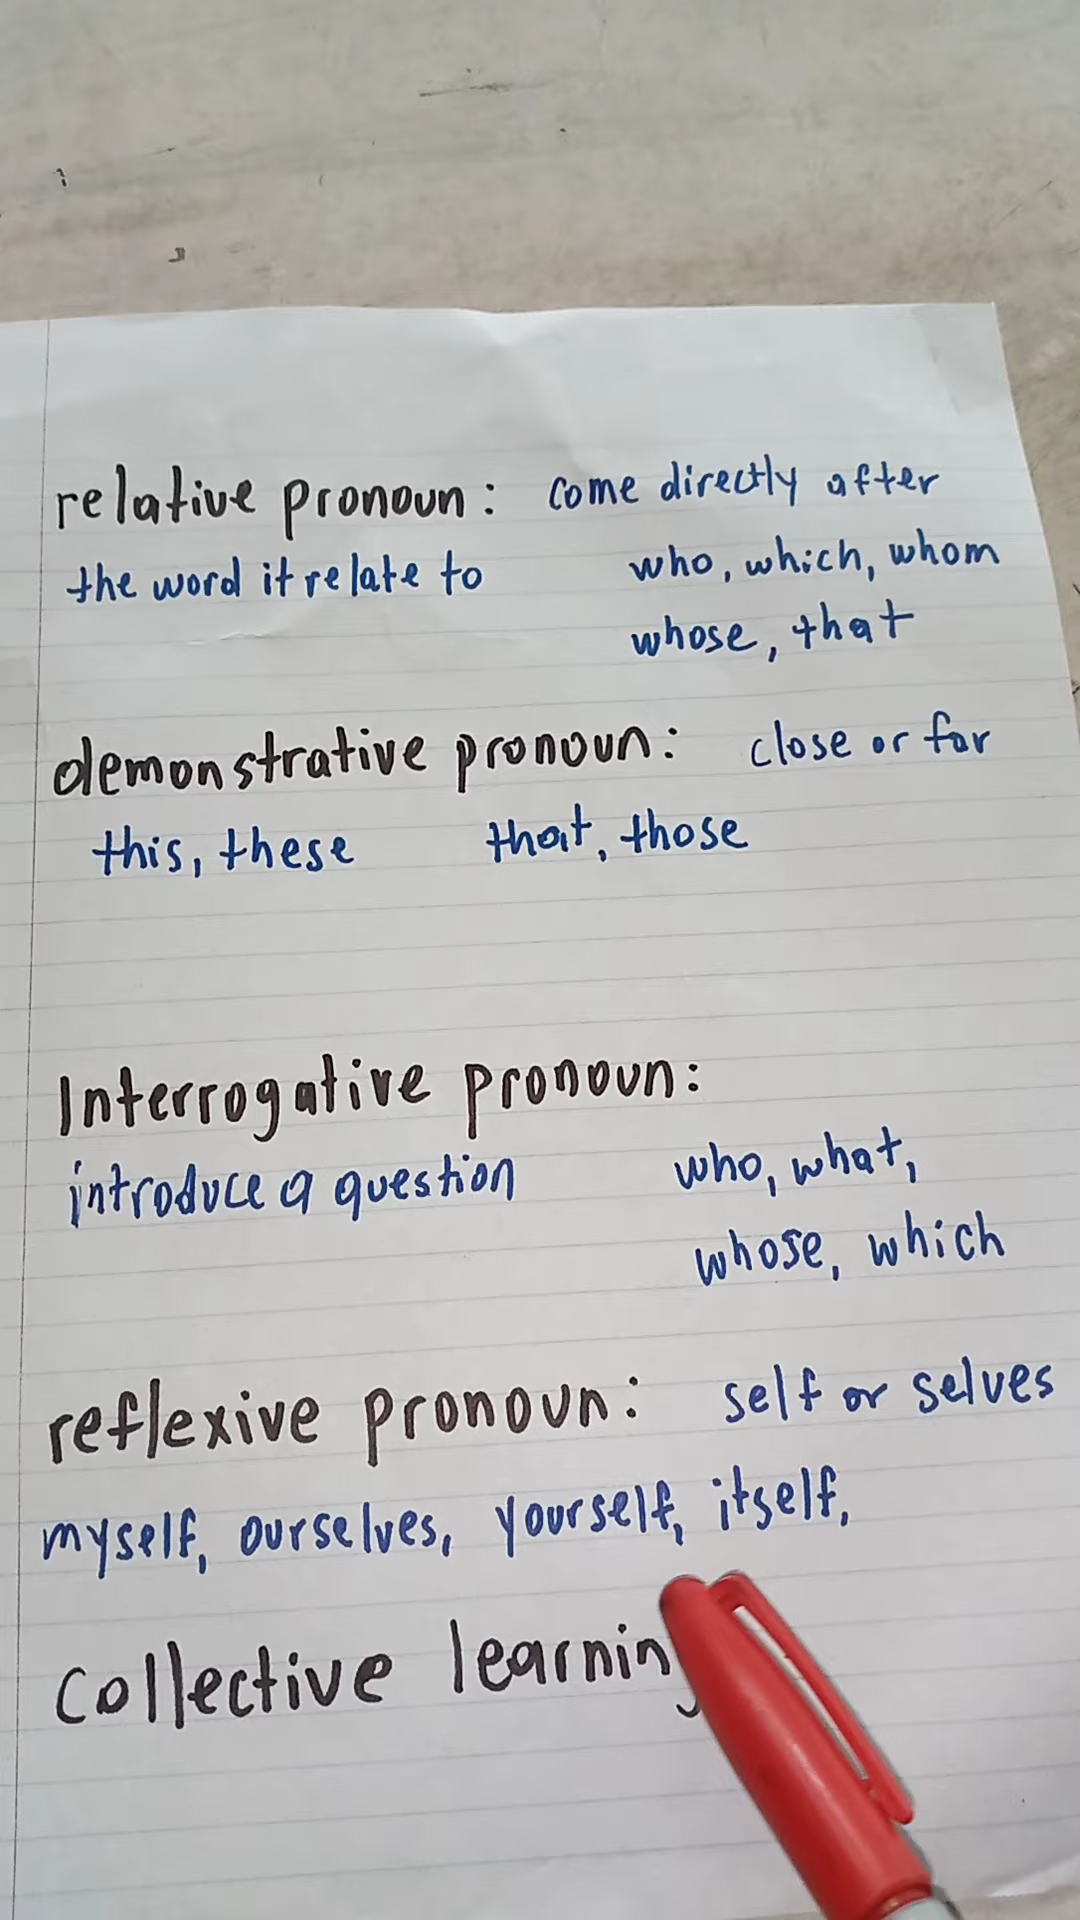 relative pronoun: come directly after
the word it relate to who, which, whom
whose, that
demonstrative pronoun: close or far
this, these that, those
Interrogative pronoun:
introduce a question who, what,
whose, which
reflexive pronoun: self or selves
myself, ourselves, yourself, itself,
Collective learning